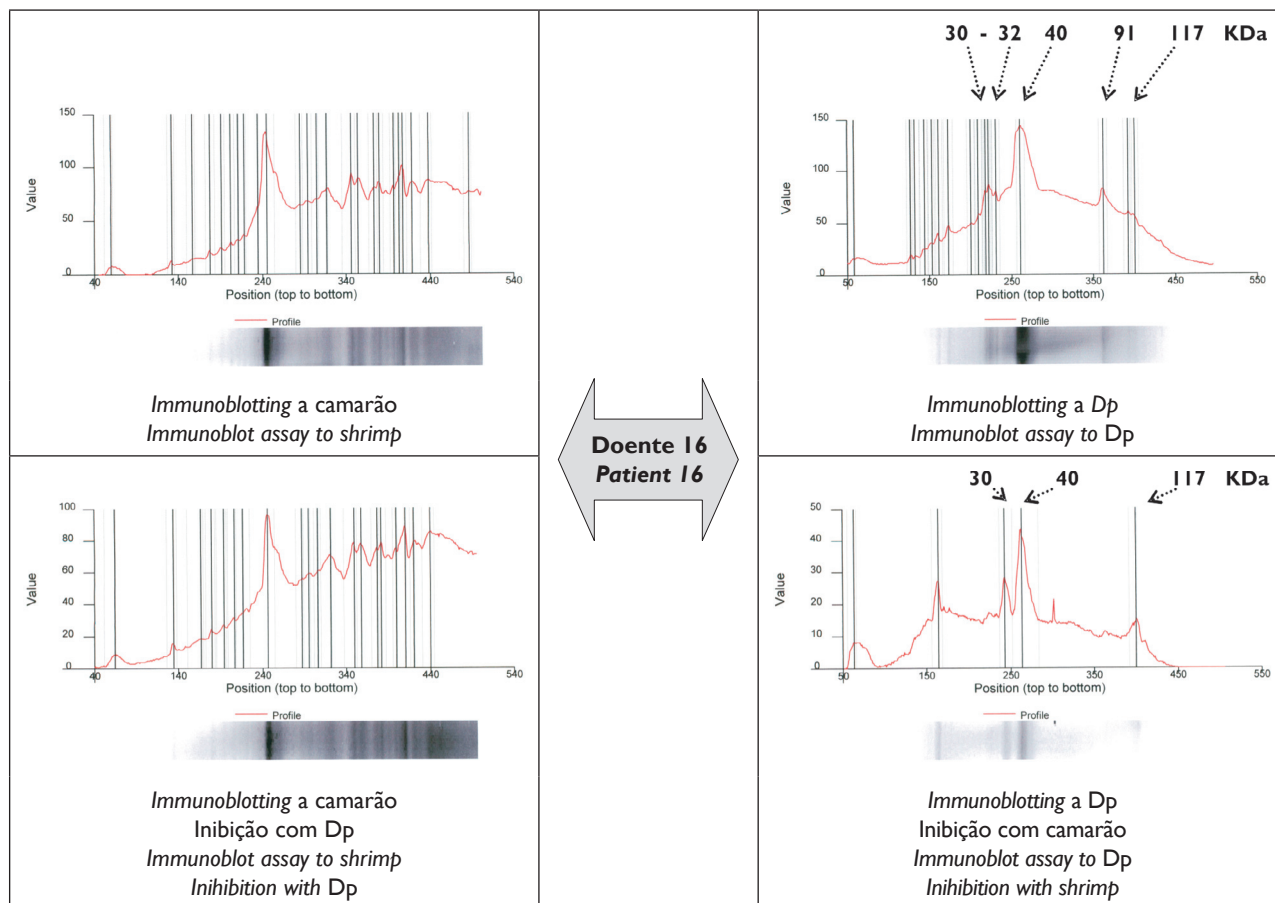 150
100
50
0
Value
40
140
240
340
440
540
Position (top to bottom)
Profile
Immunoblotting a camarão
Immunoblot assay to shrimp
30 - 32 40 91 117 KDa
150
100
50
0
Value
50
150
250
350
450
550
Position (top to bottom)
Profile
Immunoblotting a Dp
Immunoblot assay to Dp
Doente 16
Patient 16
100
80
60
40
20
0
Value
40
140
240
340
440
540
Position (top to bottom)
Profile
Immunoblotting a camarão
Inibição com Dp
Immunoblot assay to shrimp
Inihibition with Dp
30 40 117 KDa
50
40
30
20
10
0
Value
50
150
250
350
450
550
Position (top to bottom)
Profile
Immunoblotting a Dp
Inibição com camarão
Immunoblot assay to Dp
Inihibition with shrimp